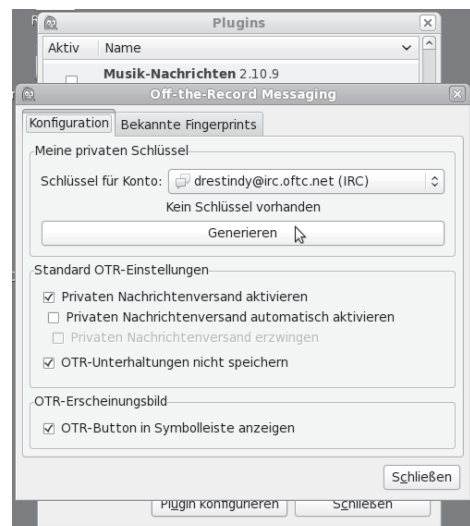 Plugins
Aktiv Name
Musik-Nachrichten 2.10.9
Off-the-Record Messaging
Konfiguration Bekannte Fingerprints
Meine privaten Schlüssel
Schlüssel für Konto: drestindy@irc.oftc.net (IRC)
Kein Schlüssel vorhanden
Generieren
Standard OTR-Einstellungen
Privaten Nachrichtenversand aktivieren
Privaten Nachrichtenversand automatisch aktivieren
Privaten Nachrichtenversand erzwingen
OTR-Unterhaltungen nicht speichern
OTR-Erscheinungsbild
OTR-Button in Symbolleiste anzeigen
Schließen
Plugin konfigurieren Schließen